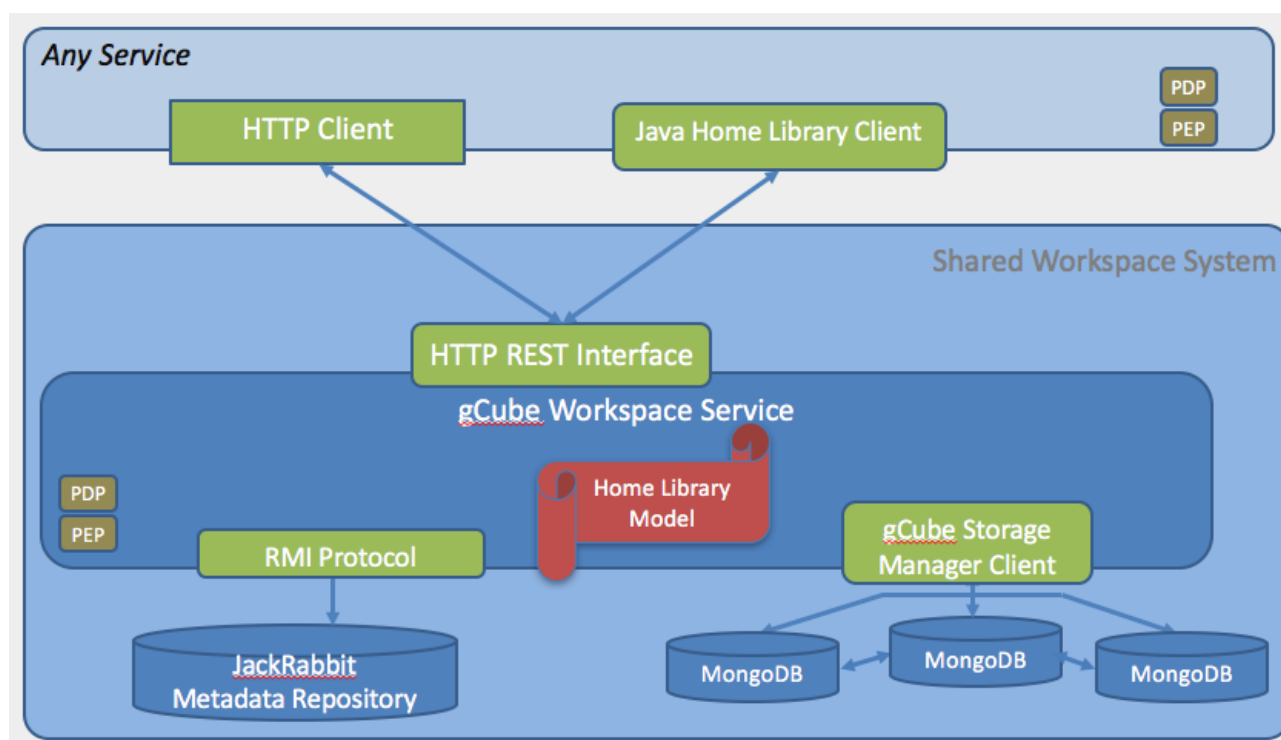 Any Service
PDP
HTTP Client
Java Home Library Client
PEP
Shared Workspace System
HTTP REST Interface
gCube Workspace Service
Home Library
Model
PDP
PEP
gCube Storage
Manager Client
RMI Protocol
JackRabbit
Metadata Repository
MongoDB
MongoDB
MongoDB